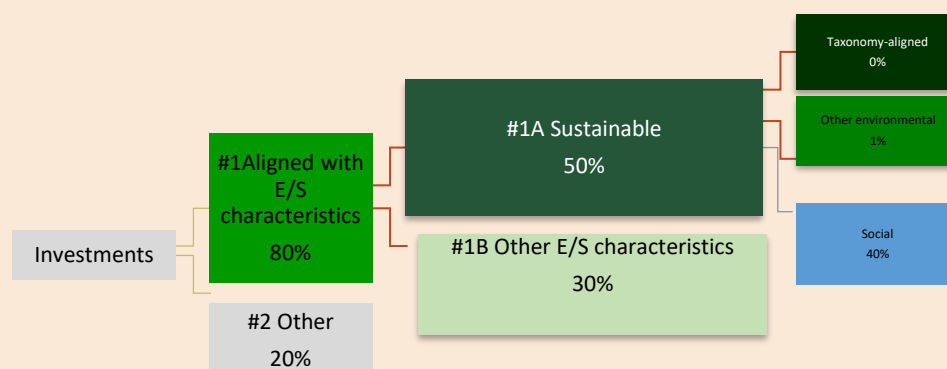 Investments
#1Aligned with
E/S
characteristics
80%
#2 Other
20%
#1A Sustainable
50%
#1B Other E/S characteristics
30%
Taxonomy-aligned
0%
Other environmental
1%
Social
40%